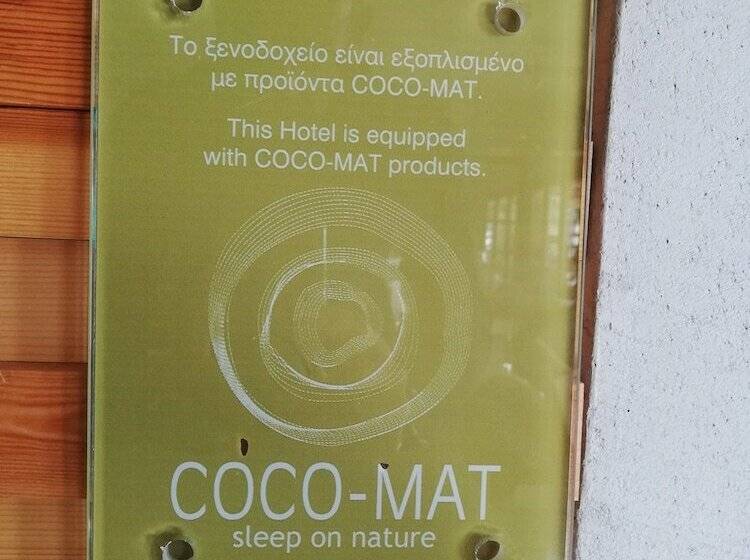 Το ξενοδοχείο είναι εξοπλισμένο
με προϊόντα COCO-MAT.
This Hotel is equipped
with COCO-MAT products.
COCO-MAT
sleep on nature